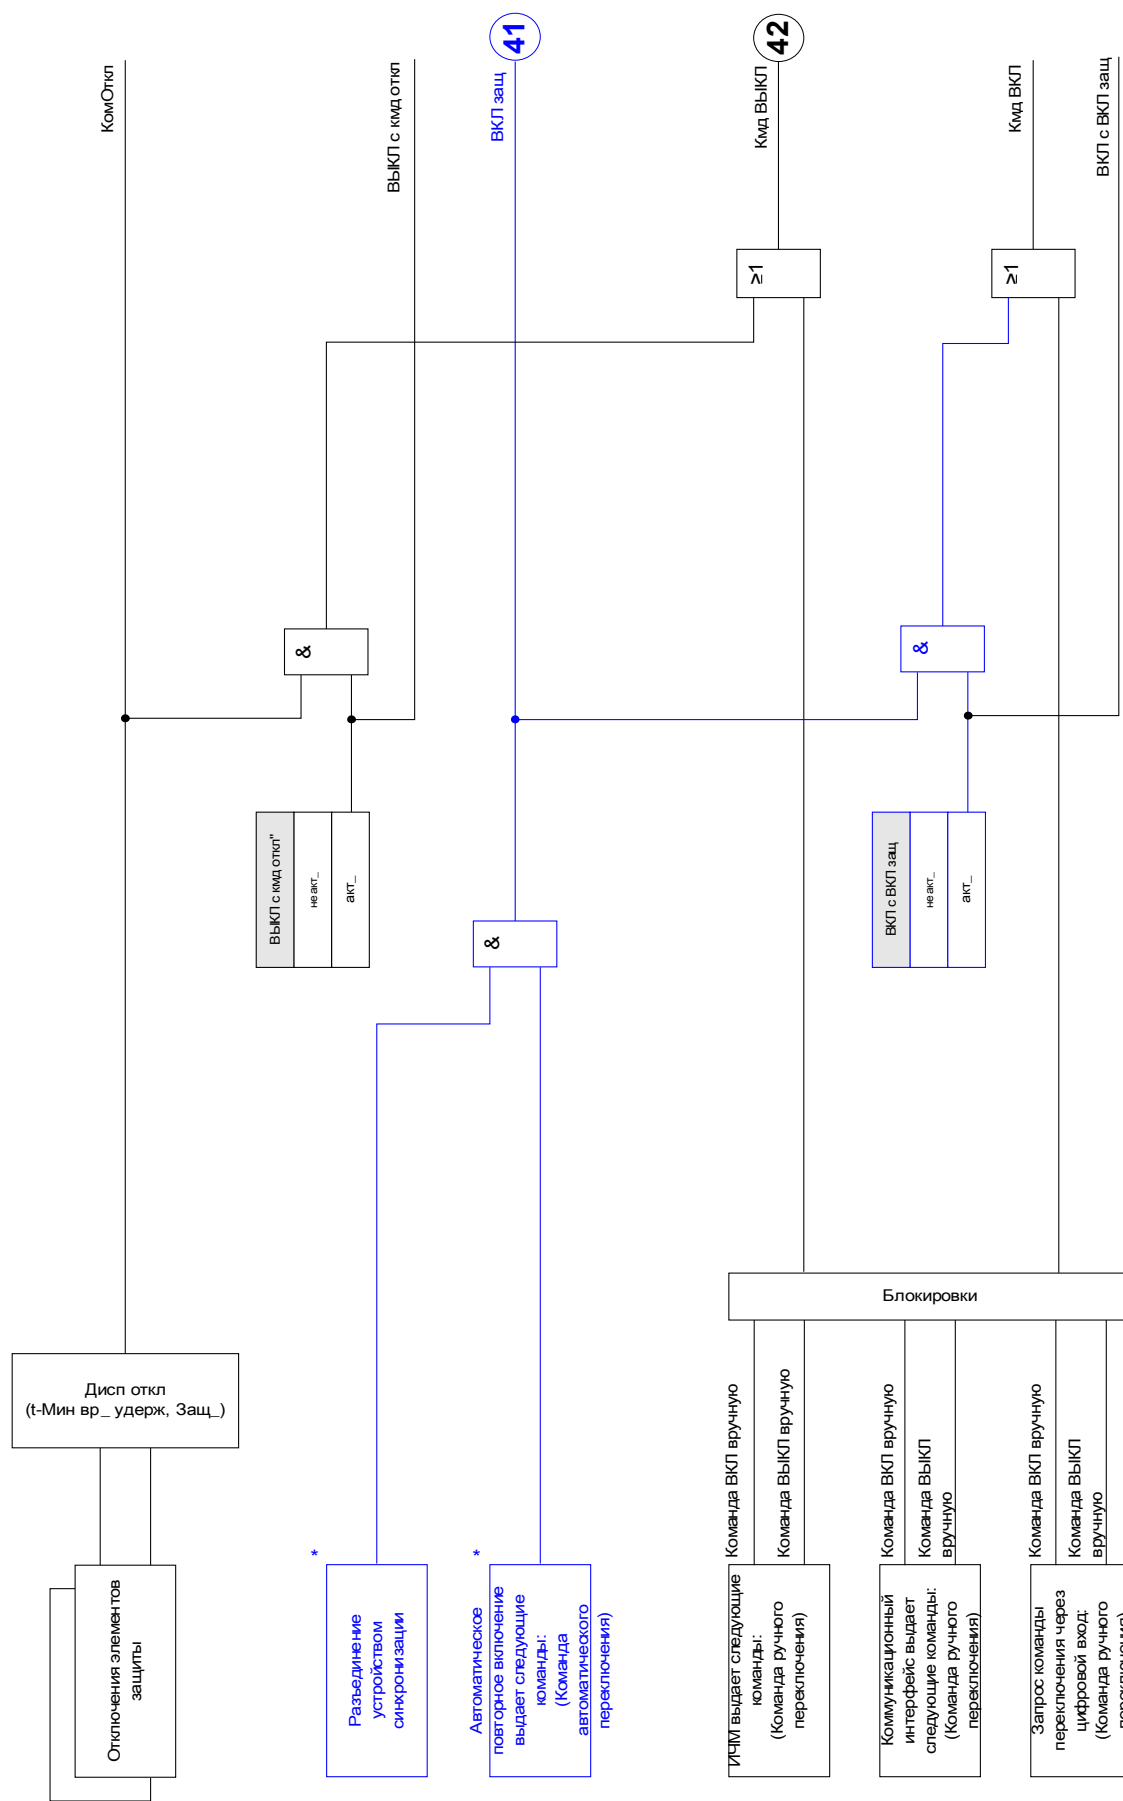 КомОткл
ВЫКЛ с кмд откл
ВКЛ защ
41
Кмд ВЫКЛ
42
Кмд ВКЛ
ВКЛ с ВКЛ защ
≥1
≥1
&
&
ВЫКЛ с кмд откл"
неакт_
акт_
&
ВКЛ с ВКЛ защ
неакт_
акт_
Дисп откл
(t-Мин вр_ удерж, Защ_)
Блокировки
Отключения элементов
защиты
*
Разъединение
устройством
синхронизации
*
Автоматическое
повторное включение
выдает следующие
команды:
(Команда
автоматического
переключения)
Команда ВКЛ вручную
Команда ВЫКЛ вручную
ИЧМ выдает следующие
команды:
(Команда ручного
переключения)
Команда ВКЛ вручную
Команда ВЫКЛ
вручную
Коммуникационный
интерфейс выдает
следующие команды:
(Команда ручного
переключения)
Команда ВКЛ вручную
Команда ВЫКЛ
вручную
Запрос команды
переключения через
цифровой вход:
(Команда ручного
переключения)